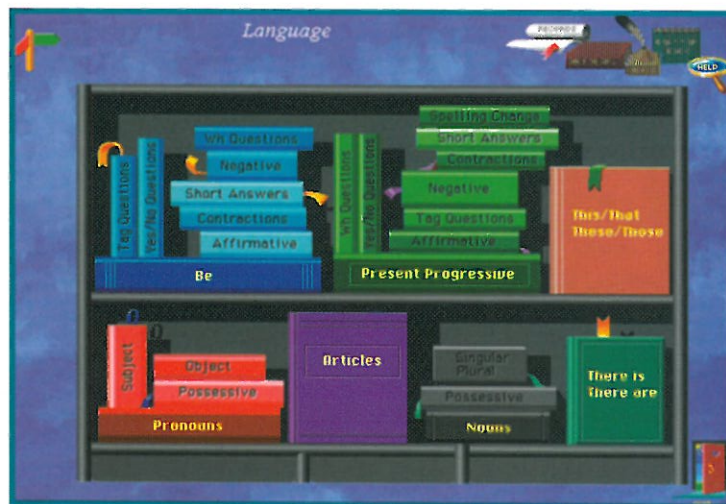 Language
HELP
Wh Questions
Negative
Short Answers
Contractions
Affirmative
Tag Questions
Yes/No Questions
Be
Spelling Change
Short Answers
Contractions
Negative
Tag Questions
Affirmative
Wh Questions
Yes/No Questions
Present Progressive
This/That
These/Those
Subject
Object
Possessive
Pronouns
Articles
Singular
Plural
Possessive
Nouns
There is
There are